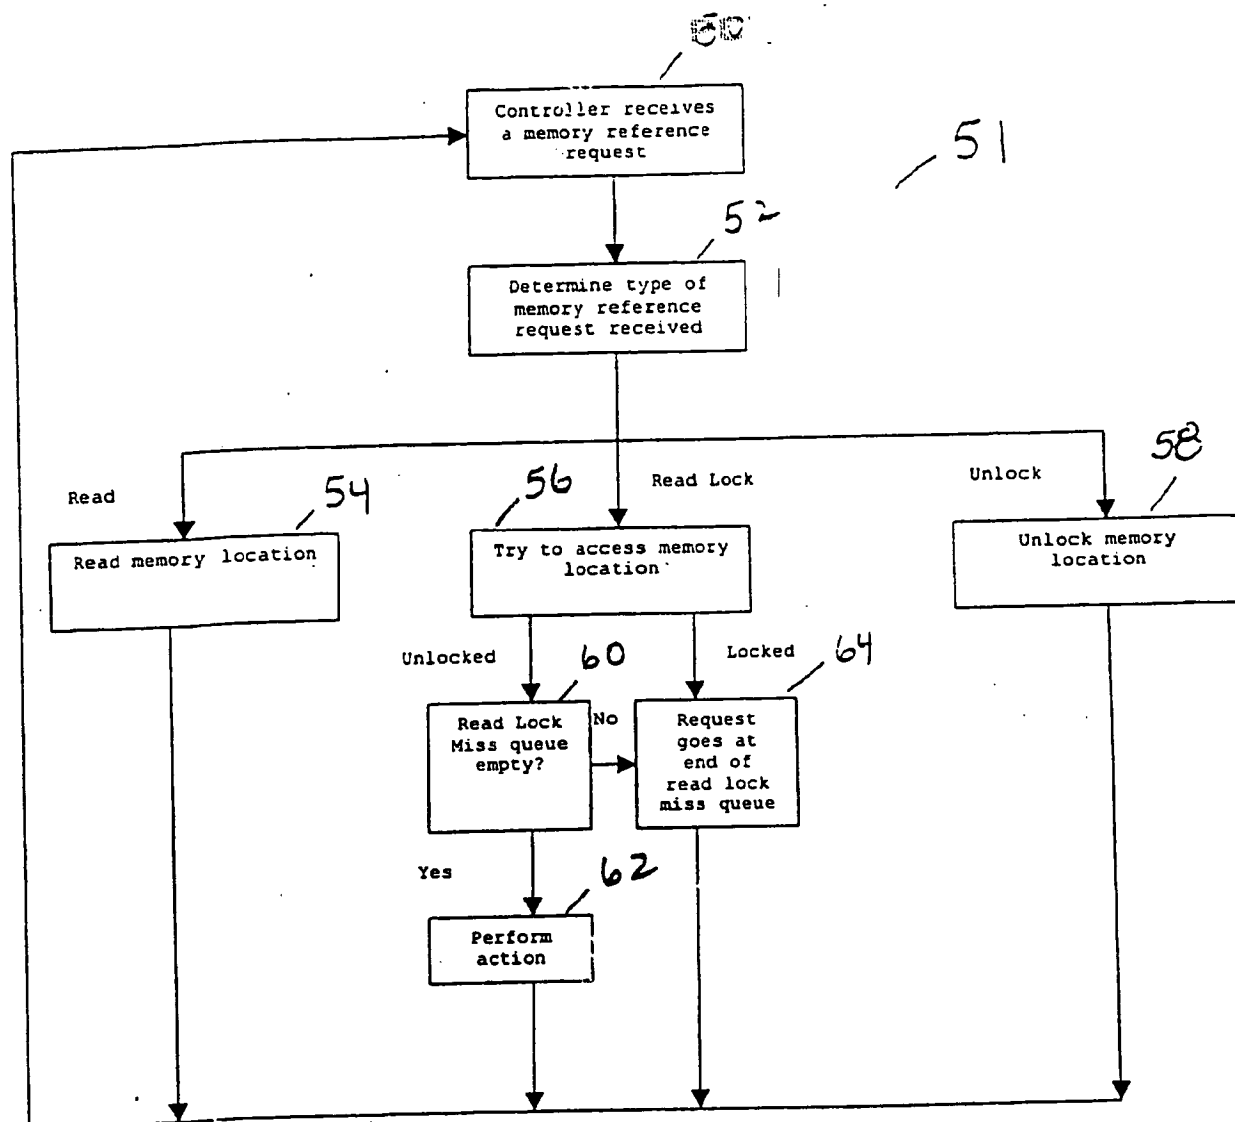 Controller receives
a memory reference
request
51
52
Determine type of
memory reference
request received
58
Read
54
56
Read Lock
Unlock
Read memory location
Try to access memory
location
Unlock memory
location
Unlocked
60
Locked
64
Read Lock
Miss queue
empty?
No
Request
goes at
end of
read lock
miss queue
Yes
62
Perform
action